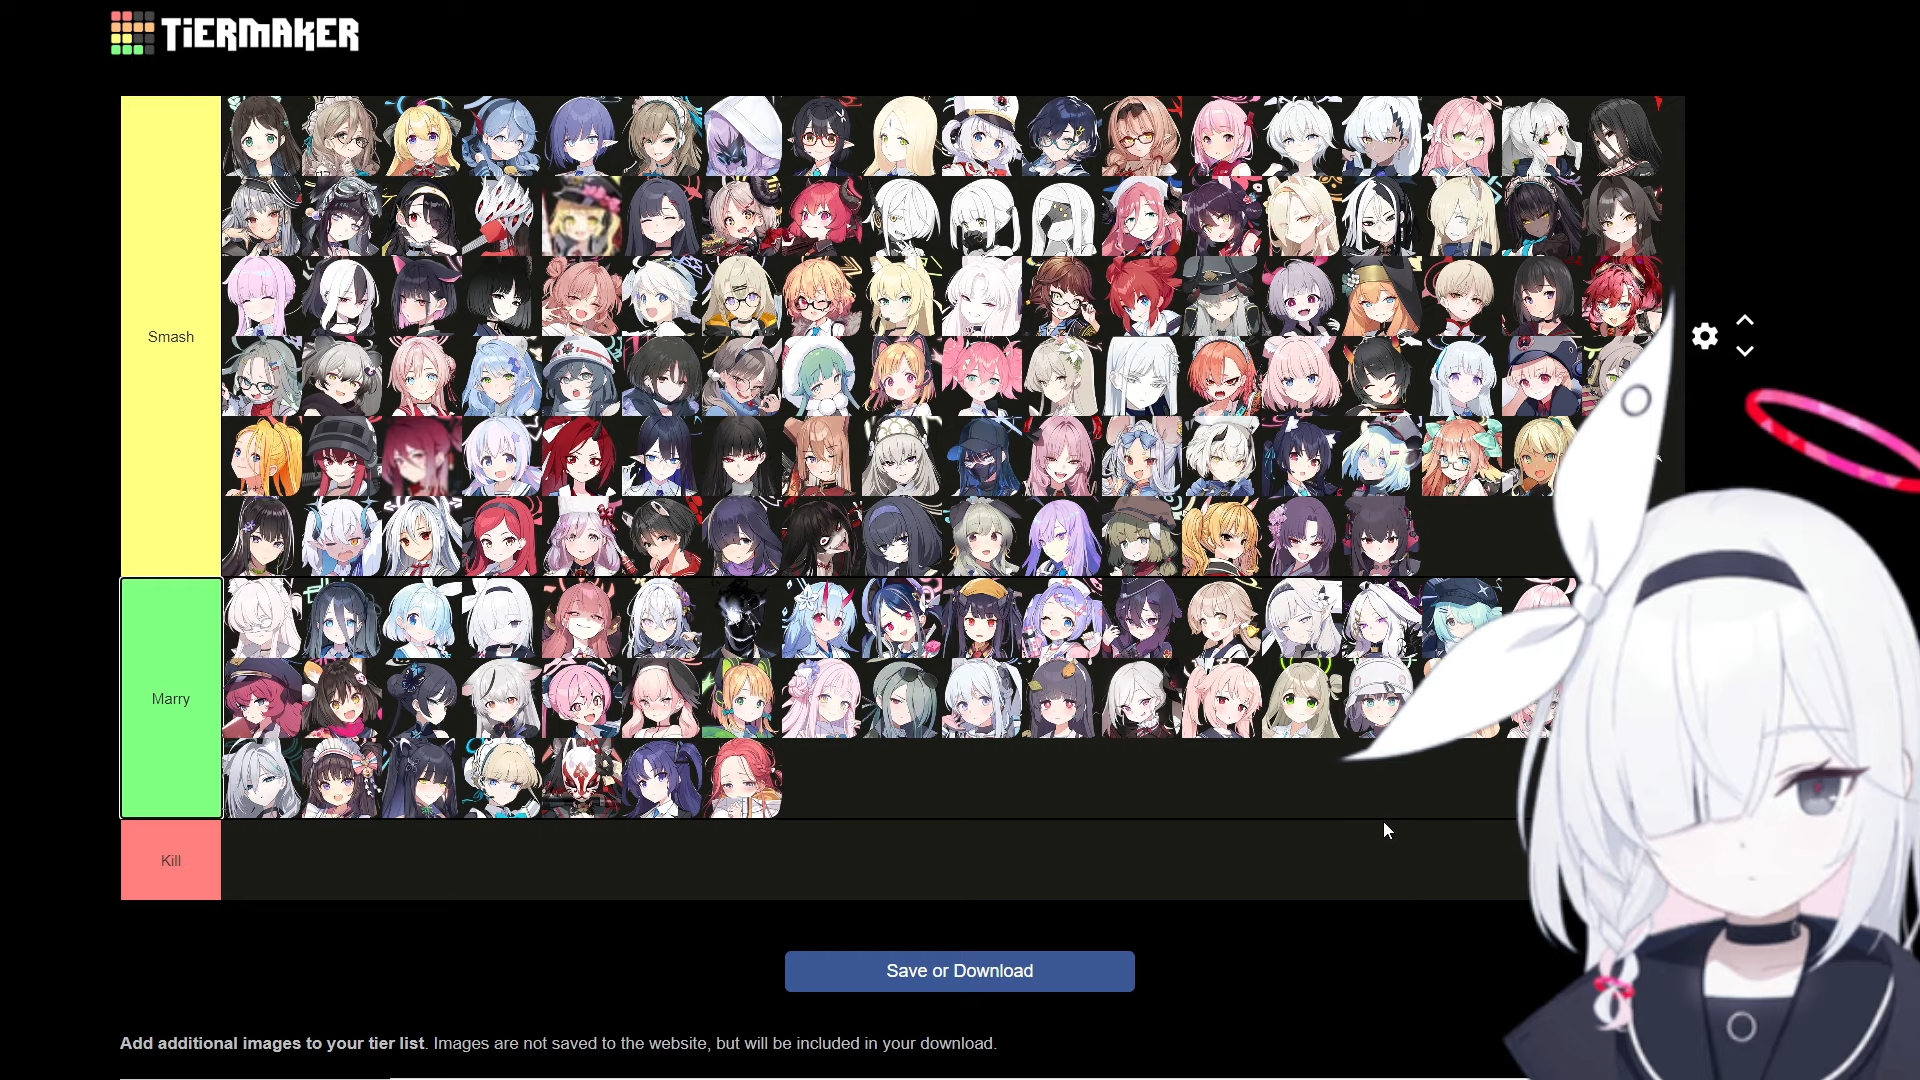 TiERMAKER
Smash
Marry
Kill
Save or Download
Add additional images to your tier list. Images are not saved to the website, but will be included in your download.